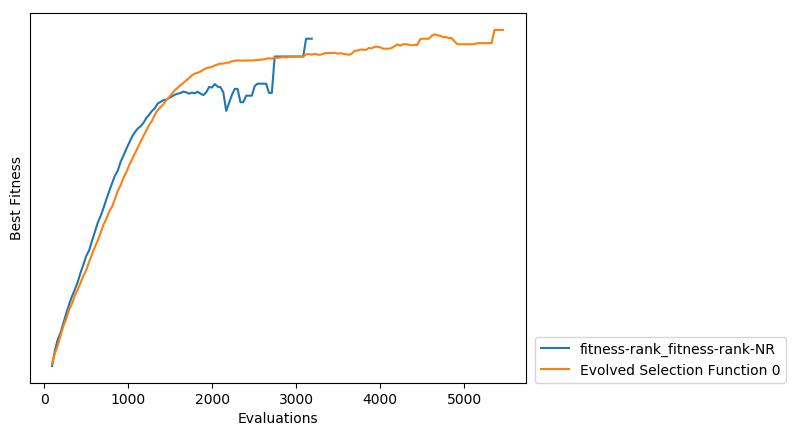 Best Fitness
0 1000 2000 3000 4000 5000
Evaluations
fitness-rank_fitness-rank-NR
Evolved Selection Function 0